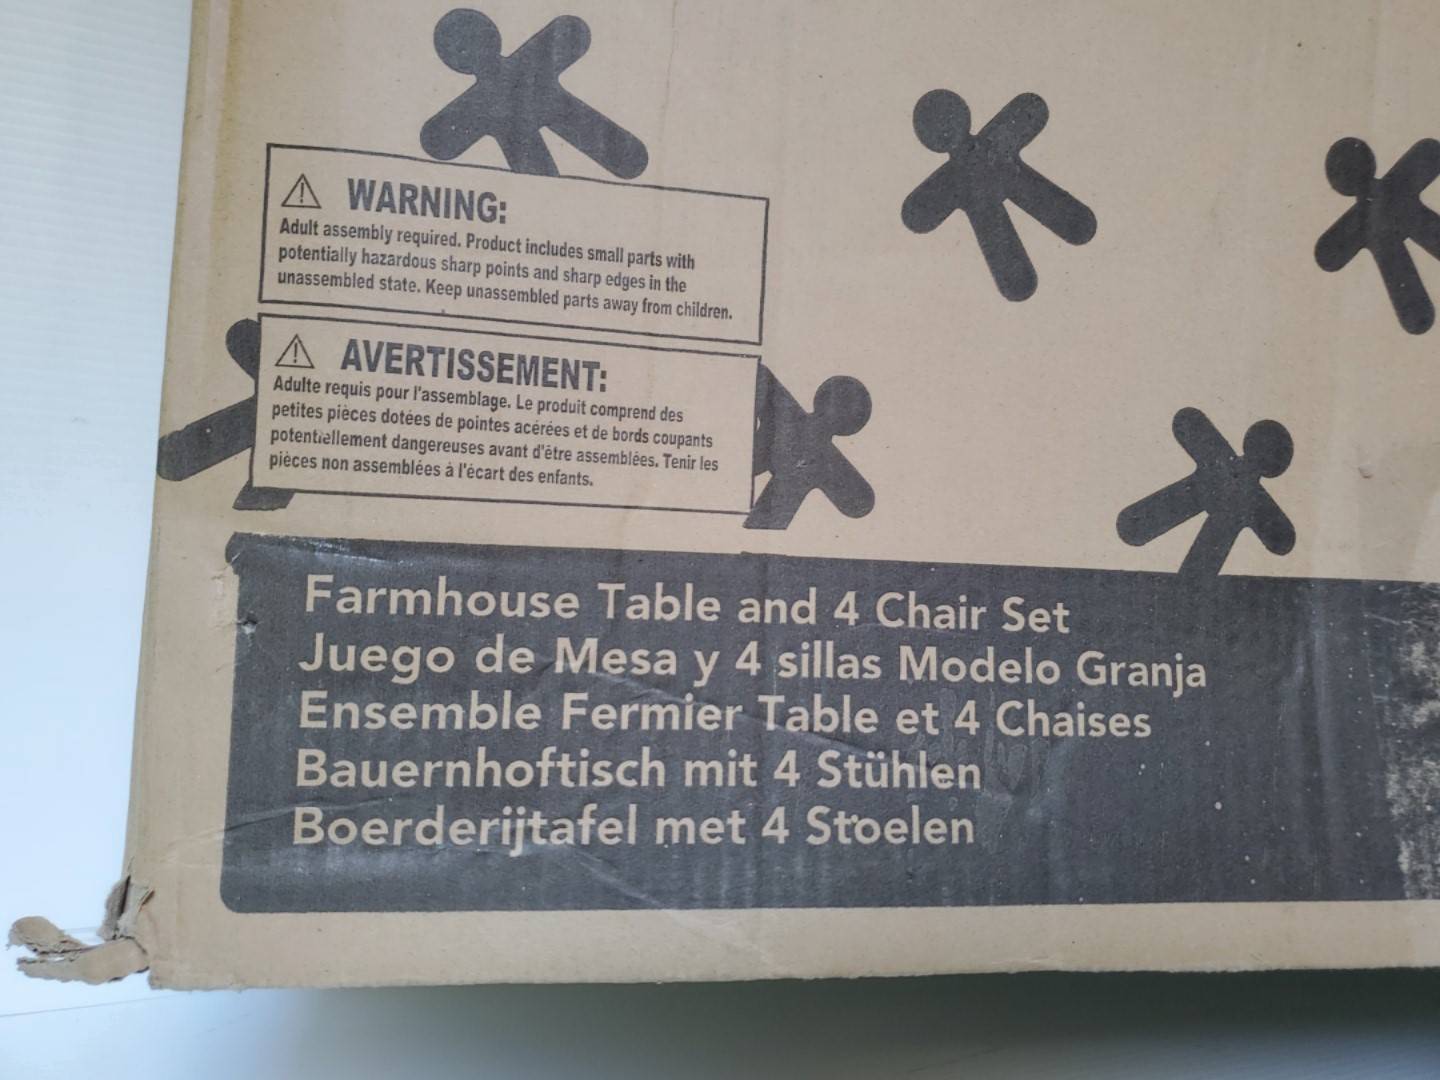 WARNING:
Adult assembly required. Product includes small parts with
potentially hazardous sharp points and sharp edges in the
unassembled state. Keep unassembled parts away from children.
AVERTISSEMENT:
Adulte requis pour l'assemblage. Le produit comprend des
petites pièces dotées de pointes acérées et de bords coupants
potentiellement dangereuses avant d'être assemblées. Tenir les
pièces non assemblées à l'écart des enfants.
Farmhouse Table and 4 Chair Set
Juego de Mesa y 4 sillas Modelo Granja
Ensemble Fermier Table et 4 Chaises
Bauernhoftisch mit 4 Stühlen
Boerderijtafel met 4 Stoelen